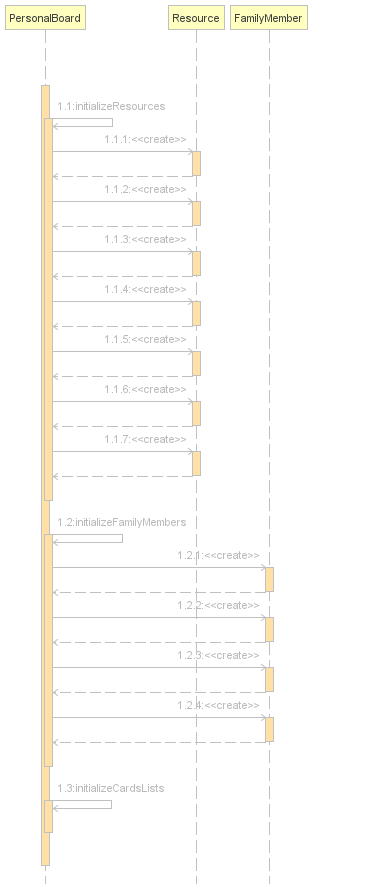 PersonalBoard
Resource
FamilyMember
1.1:initializeResources
1.1.1:<<create>>
1.1.2:<<create>>
1.1.3:<<create>>
1.1.4:<<create>>
1.1.5:<<create>>
1.1.6:<<create>>
1.1.7:<<create>>
1.2:initializeFamilyMembers
1.2.1:<<create>>
1.2.2:<<create>>
1.2.3:<<create>>
1.2.4:<<create>>
1.3:initializeCardsLists